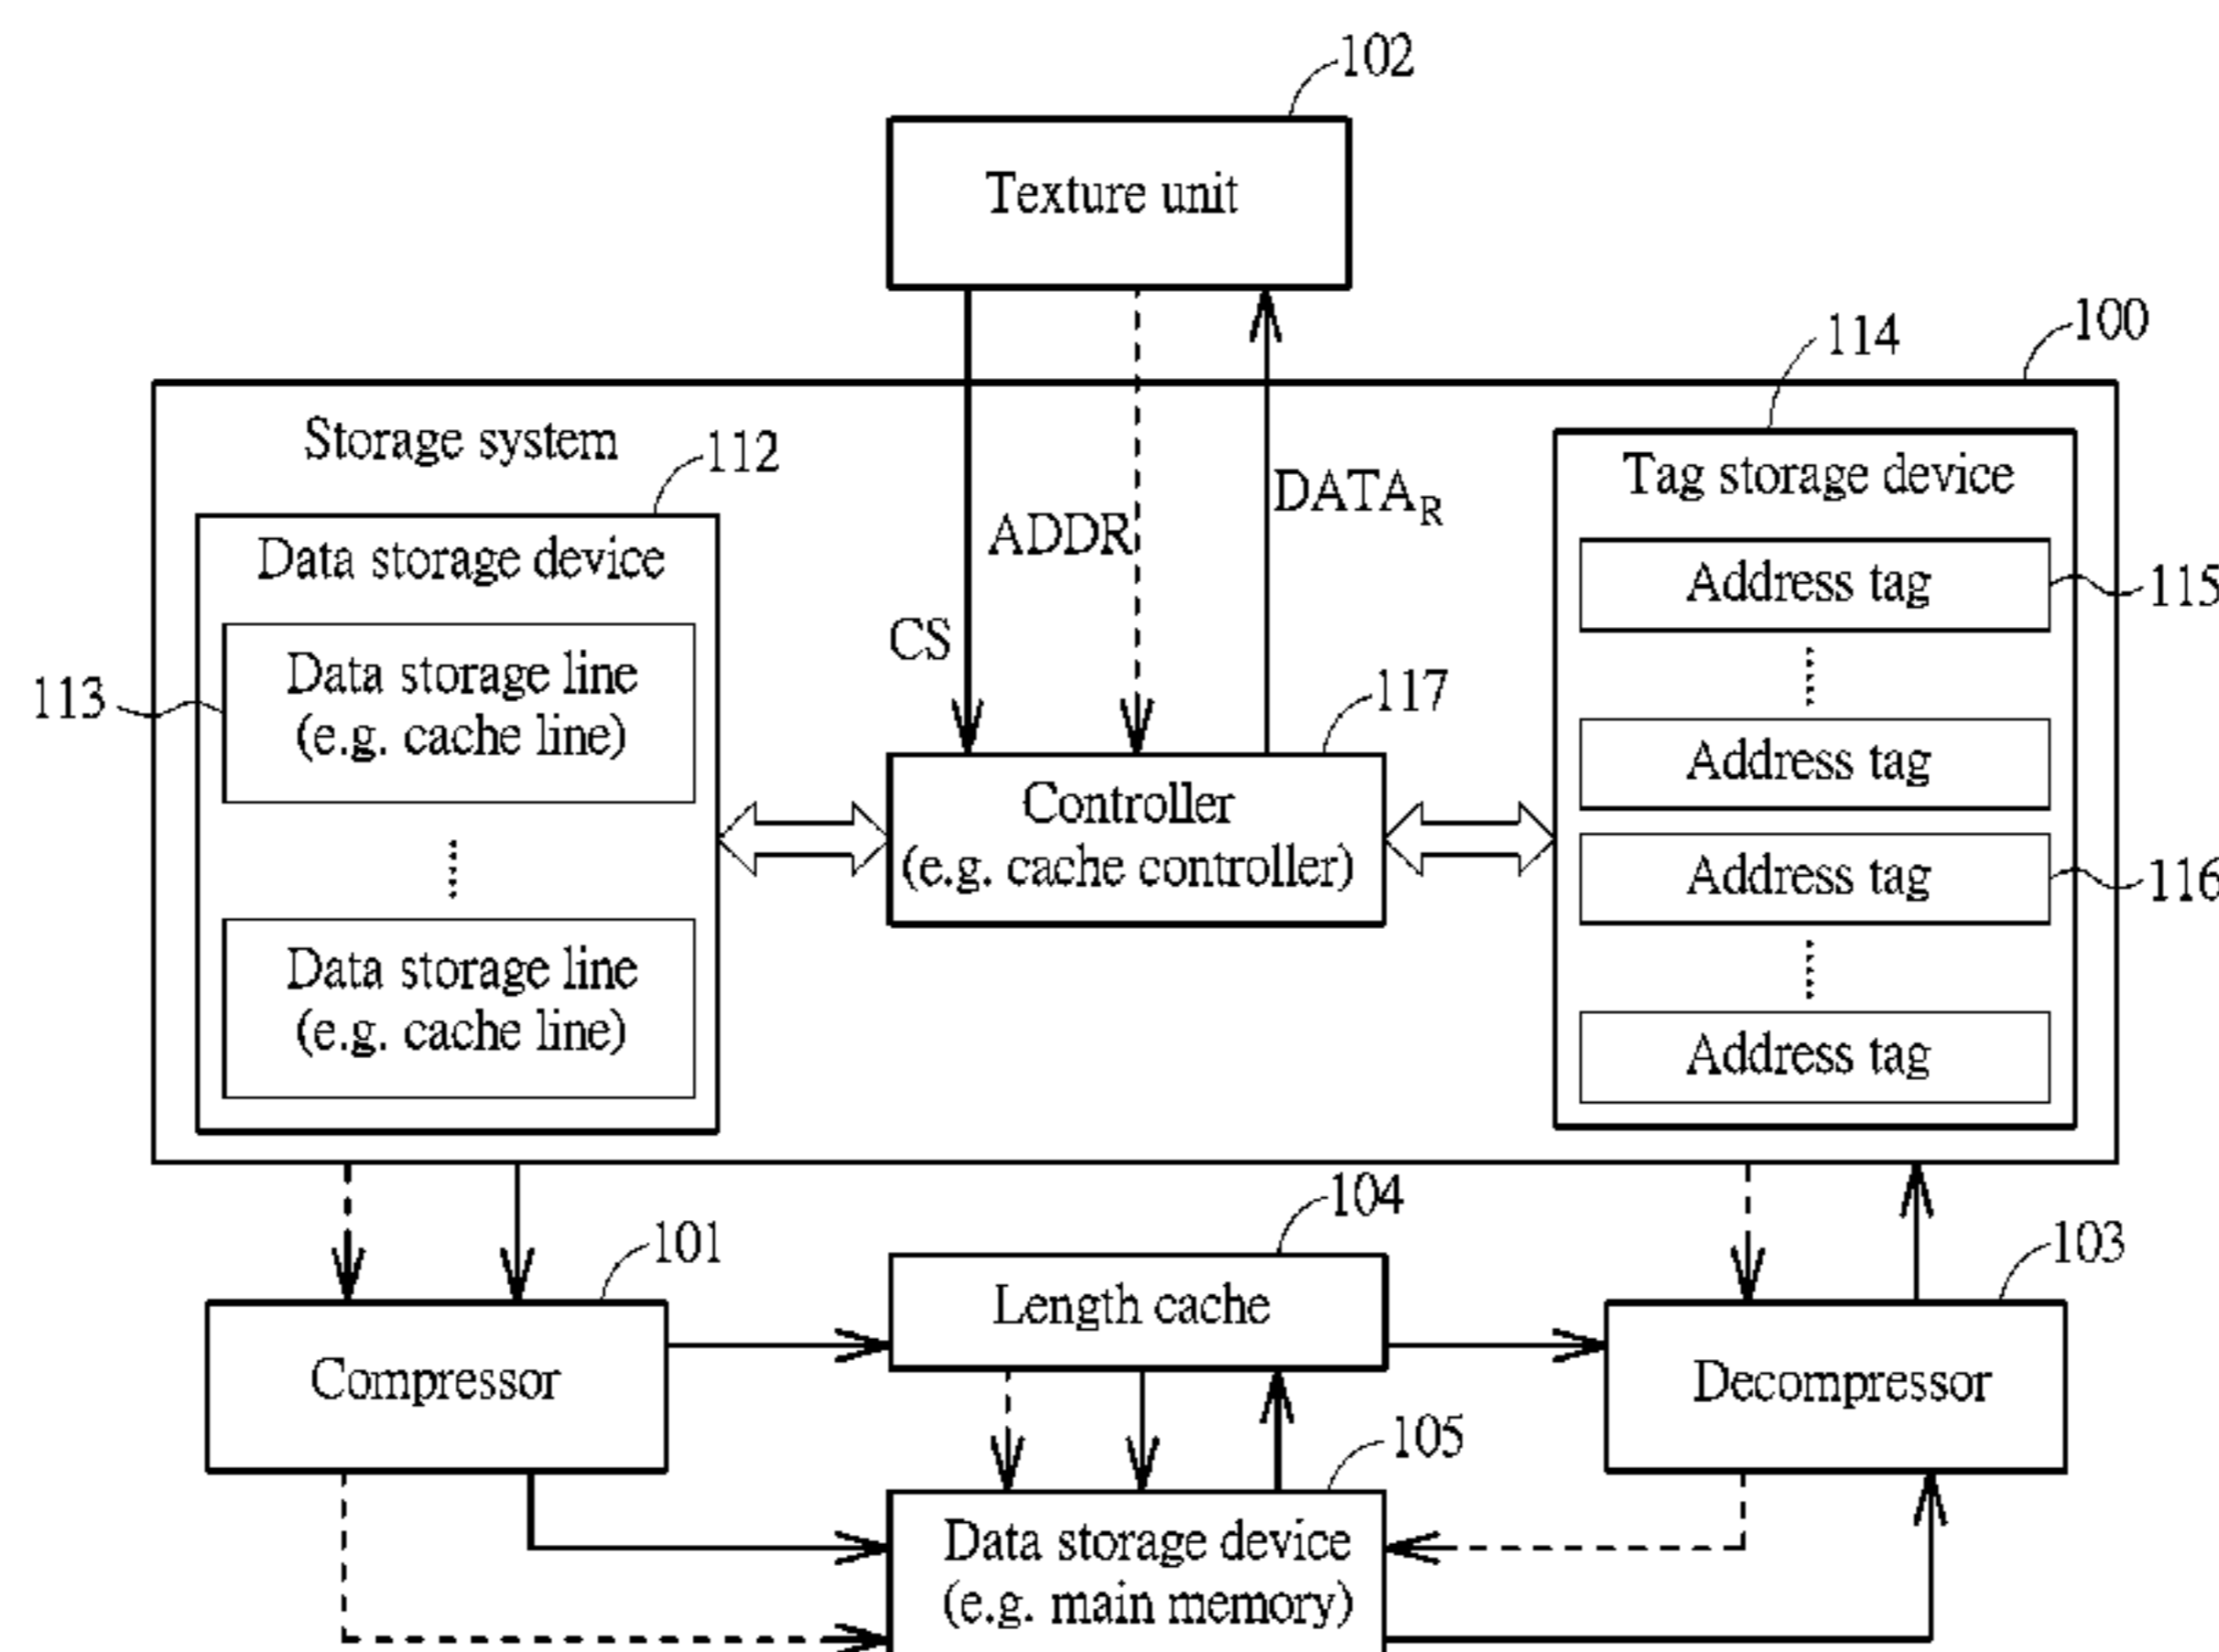 102
Texture unit
100
114
Storage system
112
Tag storage device
DATAR
Data storage device
ADDR
Address tag
115
CS
Data storage line
(e.g. cache line)
113
117
Address tag
Controller
(e.g. cache controller)
Address tag
116
Data storage line
(e.g. cache line)
Address tag
104
101
103
Length cache
Compressor
Decompressor
105
Data storage device
(e.g. main memory)